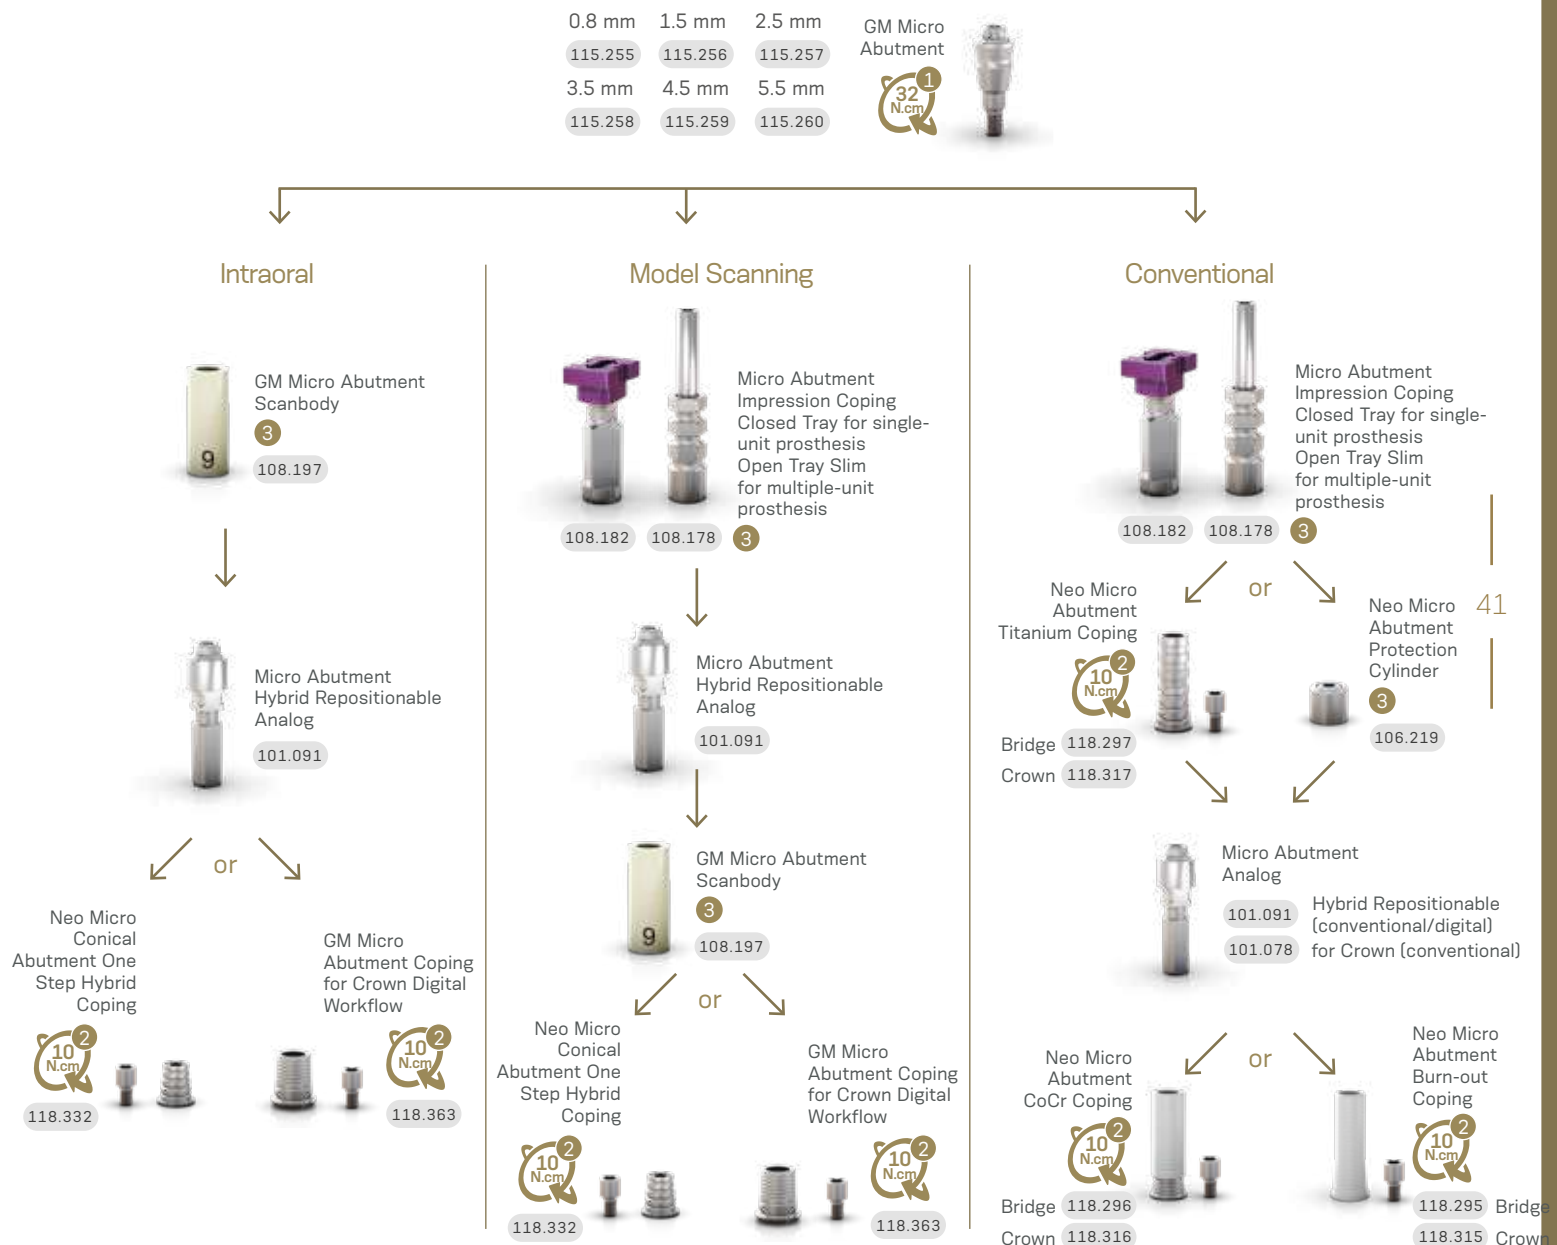 0.8 mm 1.5 mm 2.5 mm
115.255 115.256 115.257
3.5 mm 4.5 mm 5.5 mm
115.258 115.259 115.260
GM Micro
Abutment
1
32
N.cm
Intraoral
GM Micro Abutment
Scanbody
3
108.197
9
Micro Abutment
Hybrid Repositionable
Analog
101.091
or
Neo Micro
Conical
Abutment One
Step Hybrid
Coping
2
10
N.cm
118.332
GM Micro
Abutment Coping
for Crown Digital
Workflow
2
10
N.cm
118.363
Model Scanning
Micro Abutment
Impression Coping
Closed Tray for single-
unit prosthesis
Open Tray Slim
for multiple-unit
prosthesis
108.182 108.178 3
Micro Abutment
Hybrid Repositionable
Analog
101.091
GM Micro Abutment
Scanbody
3
108.197
9
or
Neo Micro
Conical
Abutment One
Step Hybrid
Coping
2
10
N.cm
118.332
GM Micro
Abutment Coping
for Crown Digital
Workflow
2
10
N.cm
118.363
Conventional
Micro Abutment
Impression Coping
Closed Tray for single-
unit prosthesis
Open Tray Slim
for multiple-unit
prosthesis
108.182 108.178 3
or
Neo Micro
Abutment
Titanium Coping
2
10
N.cm
Bridge 118.297
Crown 118.317
Neo Micro
Abutment
Protection
Cylinder
3
106.219
41
Micro Abutment
Analog
101.091 Hybrid Repositionable
(conventional/digital)
101.078 for Crown (conventional)
or
Neo Micro
Abutment
CoCr Coping
2
10
N.cm
Bridge 118.296
Crown 118.316
Neo Micro
Abutment
Burn-out
Coping
2
10
N.cm
118.295 Bridge
118.315 Crown